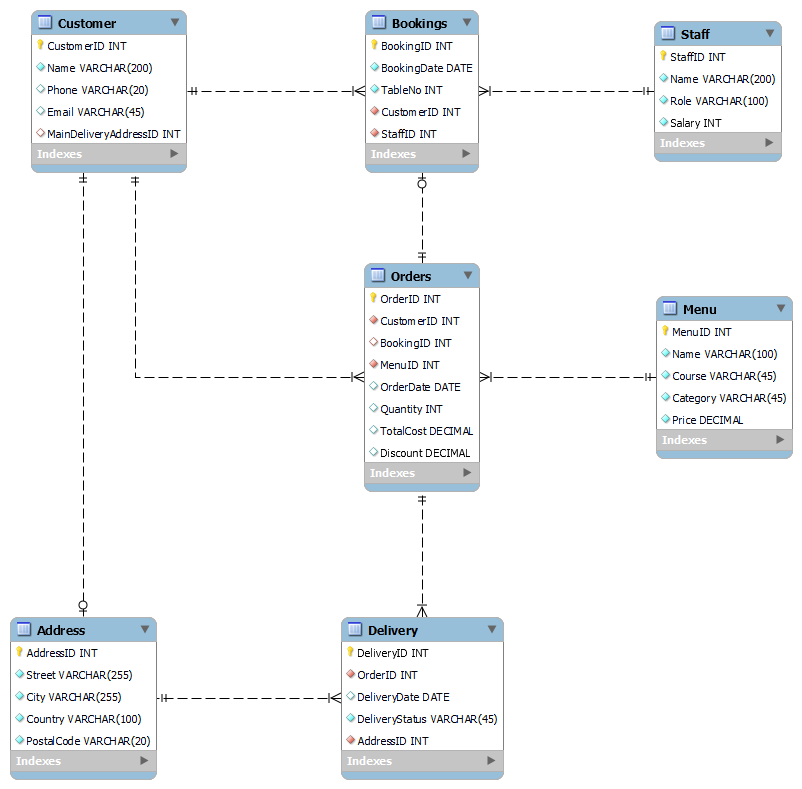 Customer
CustomerID INT
Name VARCHAR(200)
Phone VARCHAR(20)
Email VARCHAR(45)
MainDeliveryAddressID INT
Indexes
Bookings
BookingID INT
BookingDate DATE
TableNo INT
CustomerID INT
StaffID INT
Indexes
Staff
StaffID INT
Name VARCHAR(200)
Role VARCHAR(100)
Salary INT
Indexes
Orders
OrderID INT
CustomerID INT
BookingID INT
MenuID INT
OrderDate DATE
Quantity INT
TotalCost DECIMAL
Discount DECIMAL
Indexes
Menu
MenuID INT
Name VARCHAR(100)
Course VARCHAR(45)
Category VARCHAR(45)
Price DECIMAL
Indexes
Address
AddressID INT
Street VARCHAR(255)
City VARCHAR(255)
Country VARCHAR(100)
PostalCode VARCHAR(20)
Indexes
Delivery
DeliveryID INT
OrderID INT
DeliveryDate DATE
DeliveryStatus VARCHAR(45)
AddressID INT
Indexes